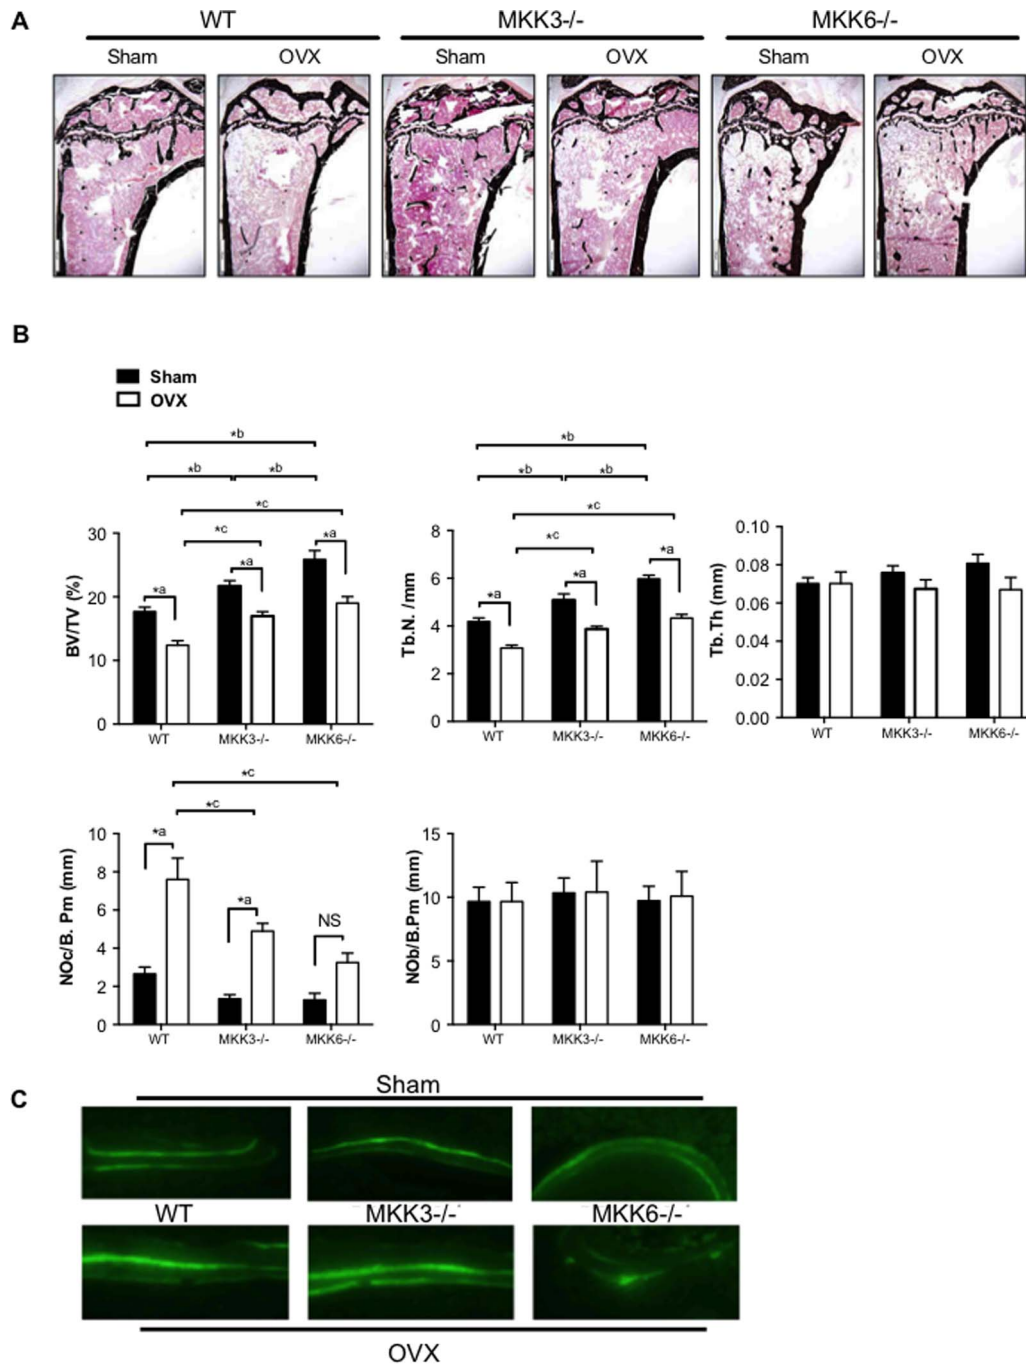 A
WT MKK3-/- MKK6-/-
Sham OVX Sham OVX Sham OVX
B
Sham
OVX
*b
*b *b
*c
*c
*a *a *a
30
20
10
0
BV/TV (%)
WT MKK3-/- MKK6-/-
*b
*b *b
*c
*c
*a *a *a
8
6
4
2
0
Tb.N. /mm
WT MKK3-/- MKK6-/-
0.10
0.08
0.06
0.04
0.02
0.00
Tb.Th (mm)
WT MKK3-/- MKK6-/-
*c
*c
*a *a NS
10
8
6
4
2
0
NOc/B. Pm (mm)
WT MKK3-/- MKK6-/-
15
10
5
0
NOb/B.Pm (mm)
WT MKK3-/- MKK6-/-
C
Sham
WT MKK3-/- MKK6-/-
OVX